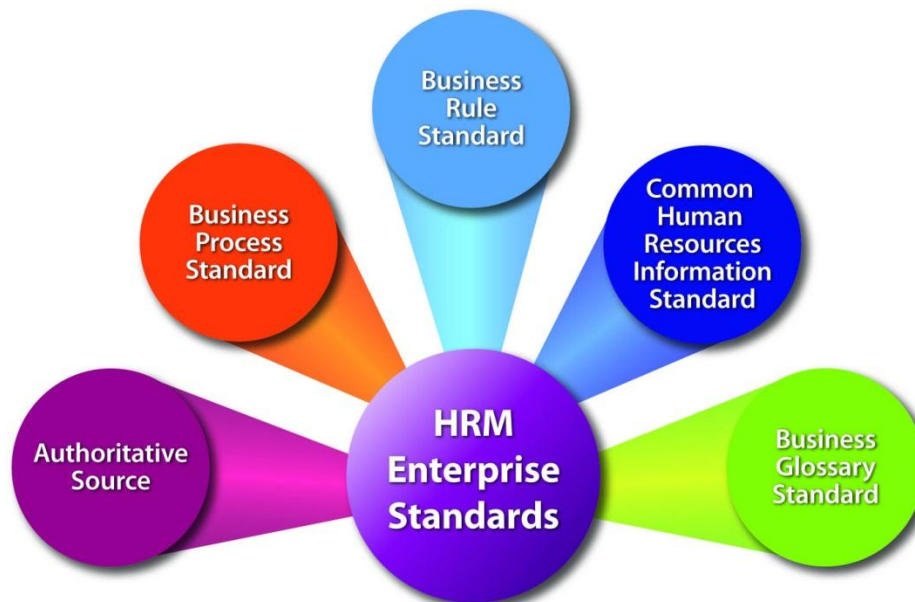 Business
Rule
Standard
Business
Process
Standard
Common
Human
Resources
Information
Standard
Authoritative
Source
HRM
Enterprise
Standards
Business
Glossary
Standard